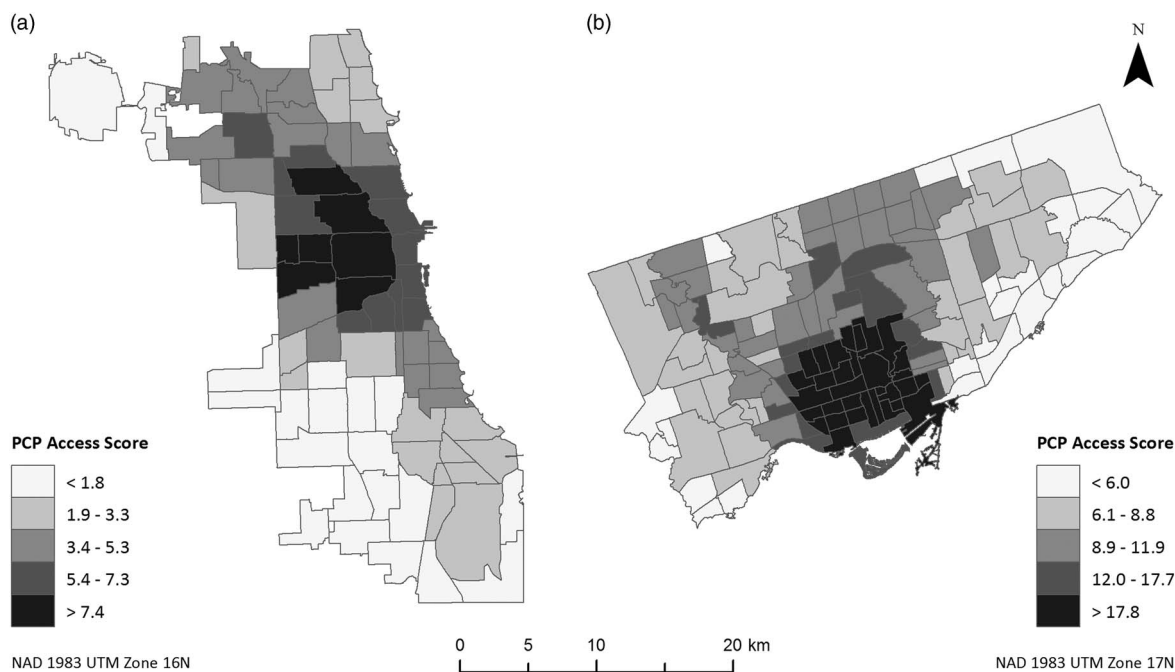 (a)
(b)
N
PCP Access Score
< 1.8
1.9 - 3.3
3.4 - 5.3
5.4 - 7.3
> 7.4
PCP Access Score
< 6.0
6.1 - 8.8
8.9 - 11.9
12.0 - 17.7
> 17.8
NAD 1983 UTM Zone 16N
0 5 10 20 km
NAD 1983 UTM Zone 17N